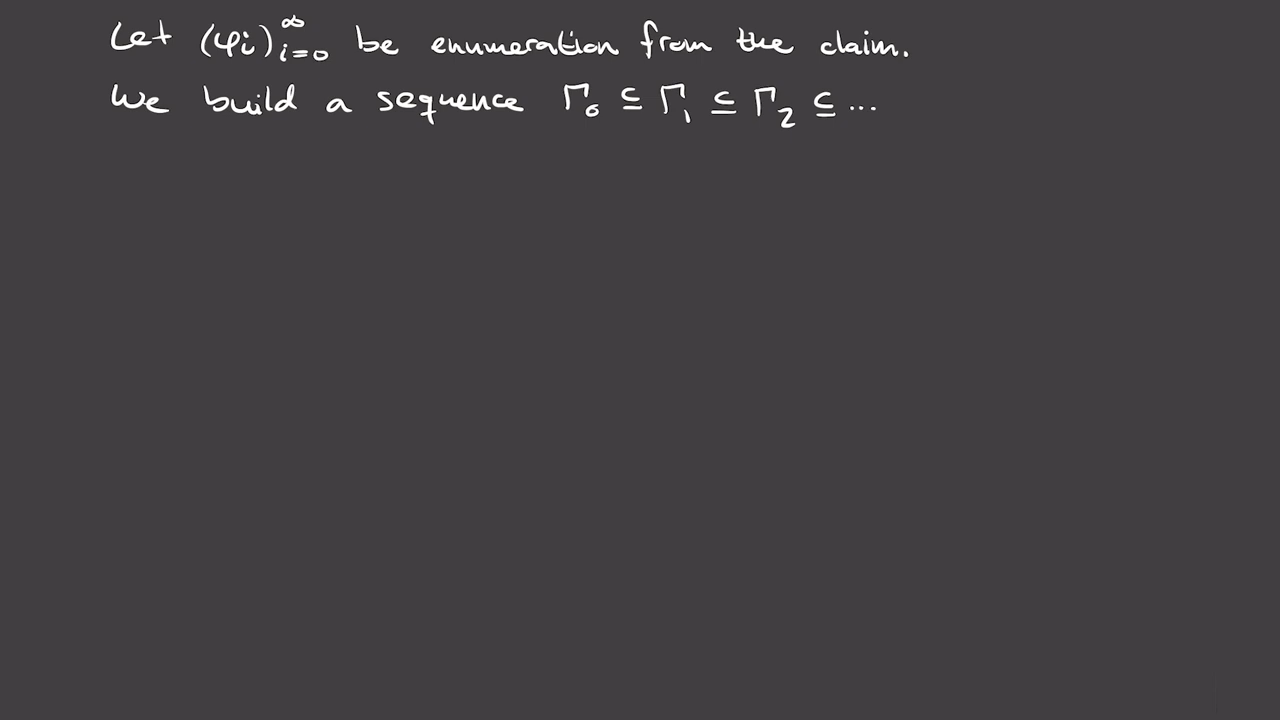 Let (φi)_{i=0}^∞ be enumeration from the claim.
We build a sequence Γ₀ ⊆ Γ₁ ⊆ Γ₂ ⊆ ...